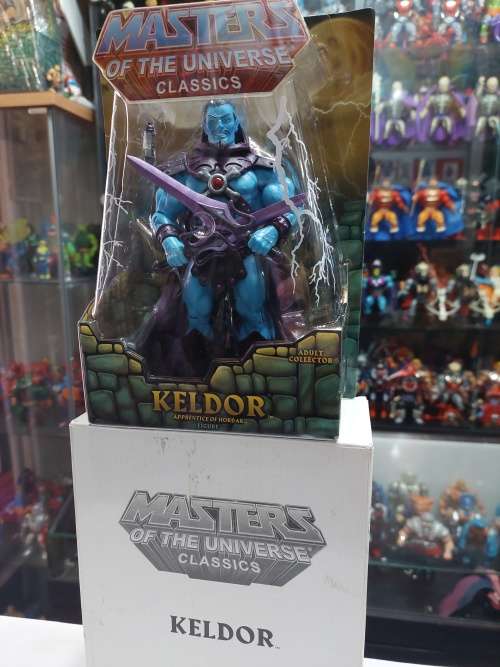 MASTERS
OF THE UNIVERSE
CLASSICS
ADULT
COLLECTOR
KELDOR
APPRENTICE OF HORDAK
FIGURE
MASTERS
OF THE UNIVERSE
CLASSICS
KELDOR